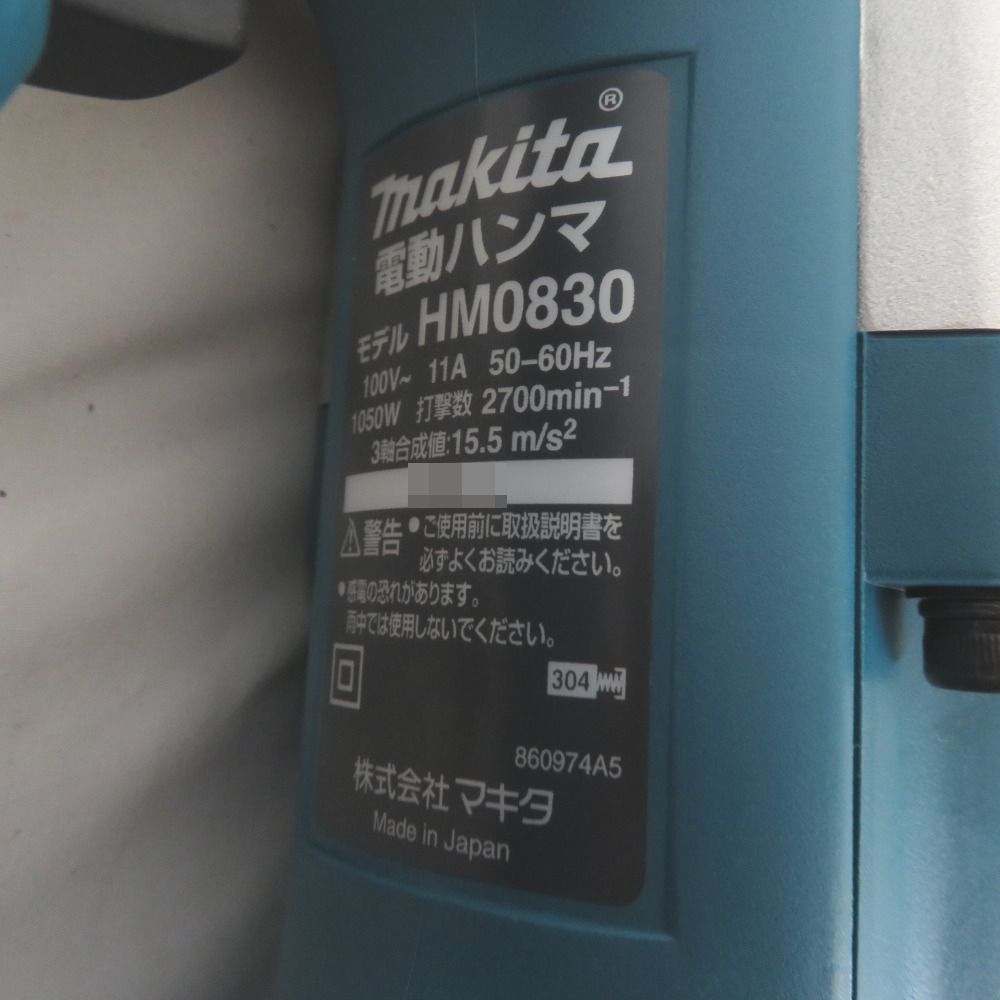 makita®
電動ハンマ
モデル HM0830
100V~ 11A 50-60Hz
1050W 打撃数 2700min-1
3軸合成値:15.5 m/s2
警告 • ご使用前に取扱説明書を
必ずよくお読みください。
• 感電の恐れがあります。
雨中では使用しないでください。
304
860974A5
株式会社 マキタ
Made in Japan